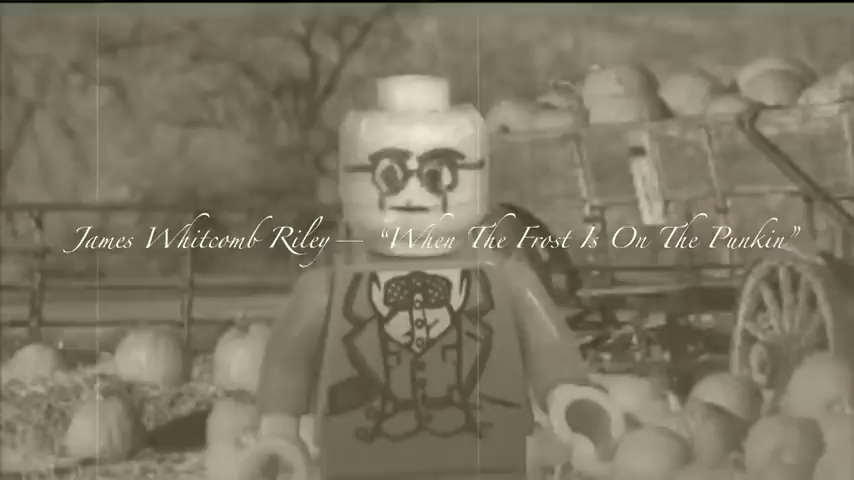 James Whitcomb Riley — “When The Frost Is On The Punkin”